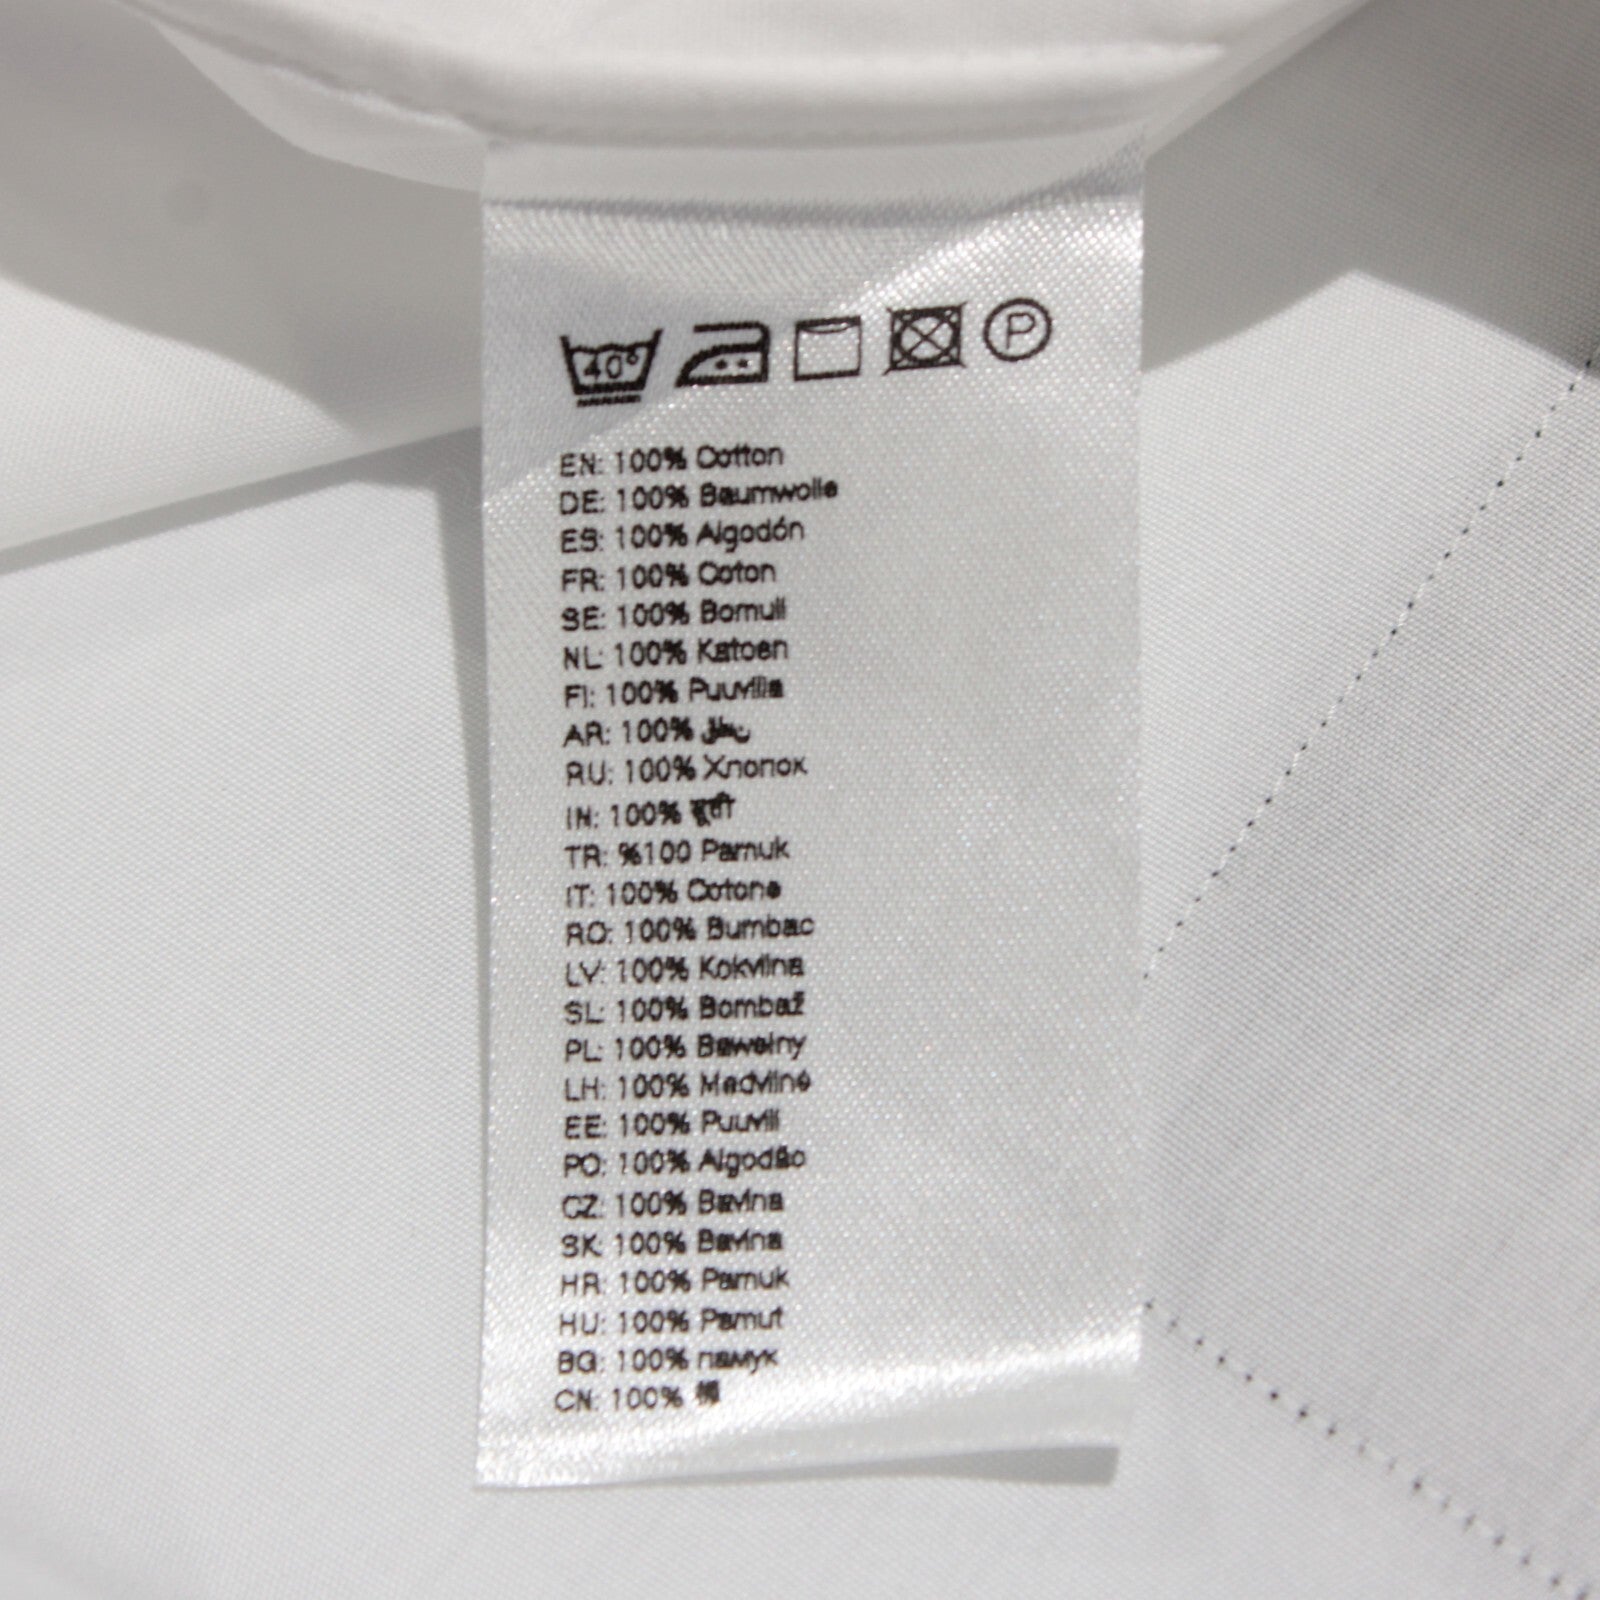 40°
P
EN: 100% Cotton
DE: 100% Baumwolle
ES: 100% Algodón
FR: 100% Coton
SE: 100% Bomull
NL: 100% Katoen
FI: 100% Puuvilla
AR: 100%
RU: 100% Хлопок
IN: 100% सूती
TR: %100 Pamuk
IT: 100% Cotone
RO: 100% Bumbac
LV: 100% Kokvilna
SL: 100% Bombaž
PL: 100% Bawełny
LH: 100% Medvilnė
EE: 100% Puuvill
PO: 100% Algodão
CZ: 100% Bavlna
SK: 100% Bavlna
HR: 100% Pamuk
HU: 100% Pamut
BG: 100% памук
CN: 100% 棉